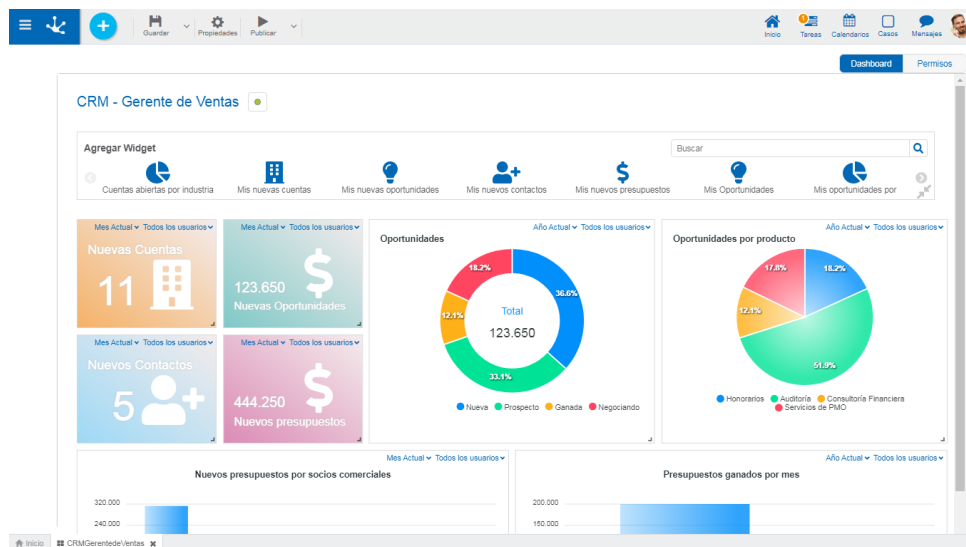 Guardar Propiedades Publicar Inicio 1 Tareas Calendarios Casos Mensajes
Dashboard Permisos
CRM - Gerente de Ventas
Agregar Widget Buscar
Cuentas abiertas por industria Mis nuevas cuentas Mis nuevas oportunidades Mis nuevos contactos Mis nuevos presupuestos Mis Oportunidades Mis oportunidades por
Mes Actual Todos los usuarios
Nuevas Cuentas
11
Mes Actual Todos los usuarios
123.650
Nuevas Oportunidades
Año Actual Todos los usuarios
Oportunidades
18.2%
36.6%
12.1%
Total
123.650
33.1%
Nueva Prospecto Ganada Negociando
Año Actual Todos los usuarios
Oportunidades por producto
17.8% 18.2%
12.1%
51.9%
Honorarios Auditoría Consultoría Financiera
Servicios de PMO
Mes Actual Todos los usuarios
Nuevos Contactos
5
Mes Actual Todos los usuarios
444.250
Nuevos presupuestos
Mes Actual Todos los usuarios
Nuevos presupuestos por socios comerciales
320.000
240.000
Año Actual Todos los usuarios
Presupuestos ganados por mes
200.000
150.000
Inicio CRMGerentedeVentas